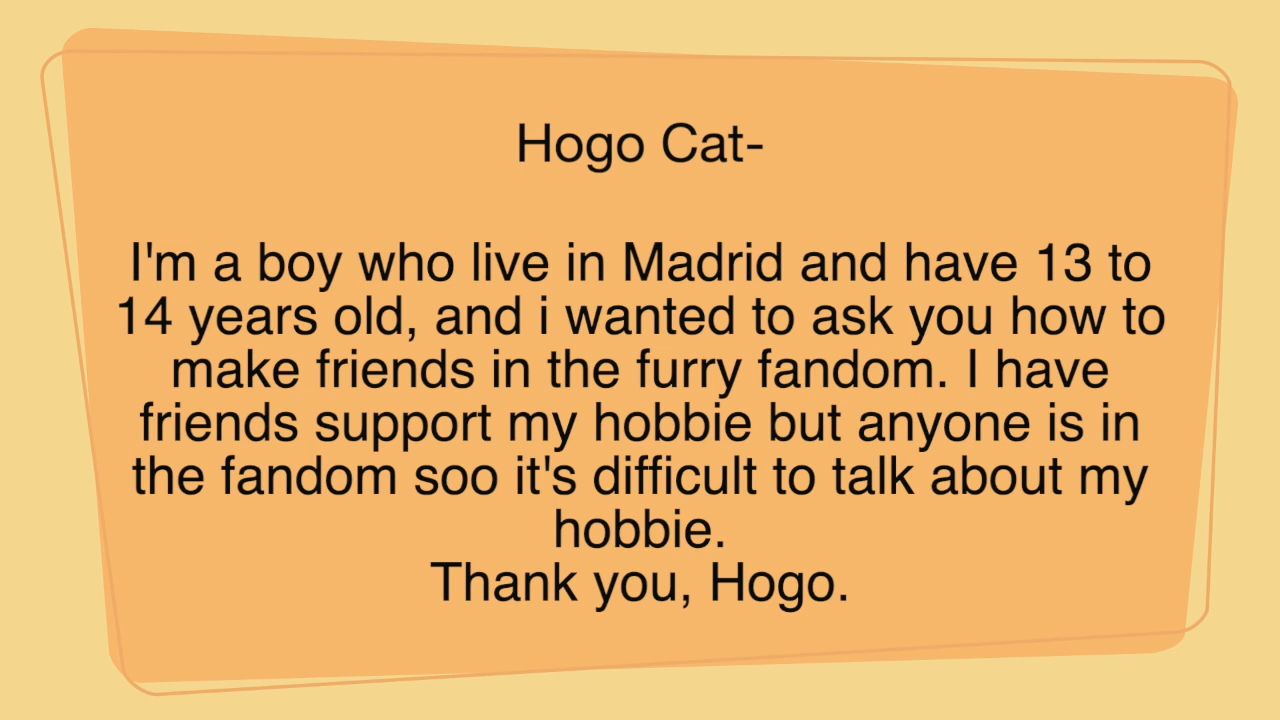 Hogo Cat-
I'm a boy who live in Madrid and have 13 to
14 years old, and i wanted to ask you how to
make friends in the furry fandom. I have
friends support my hobbie but anyone is in
the fandom soo it's difficult to talk about my
hobbie.
Thank you, Hogo.